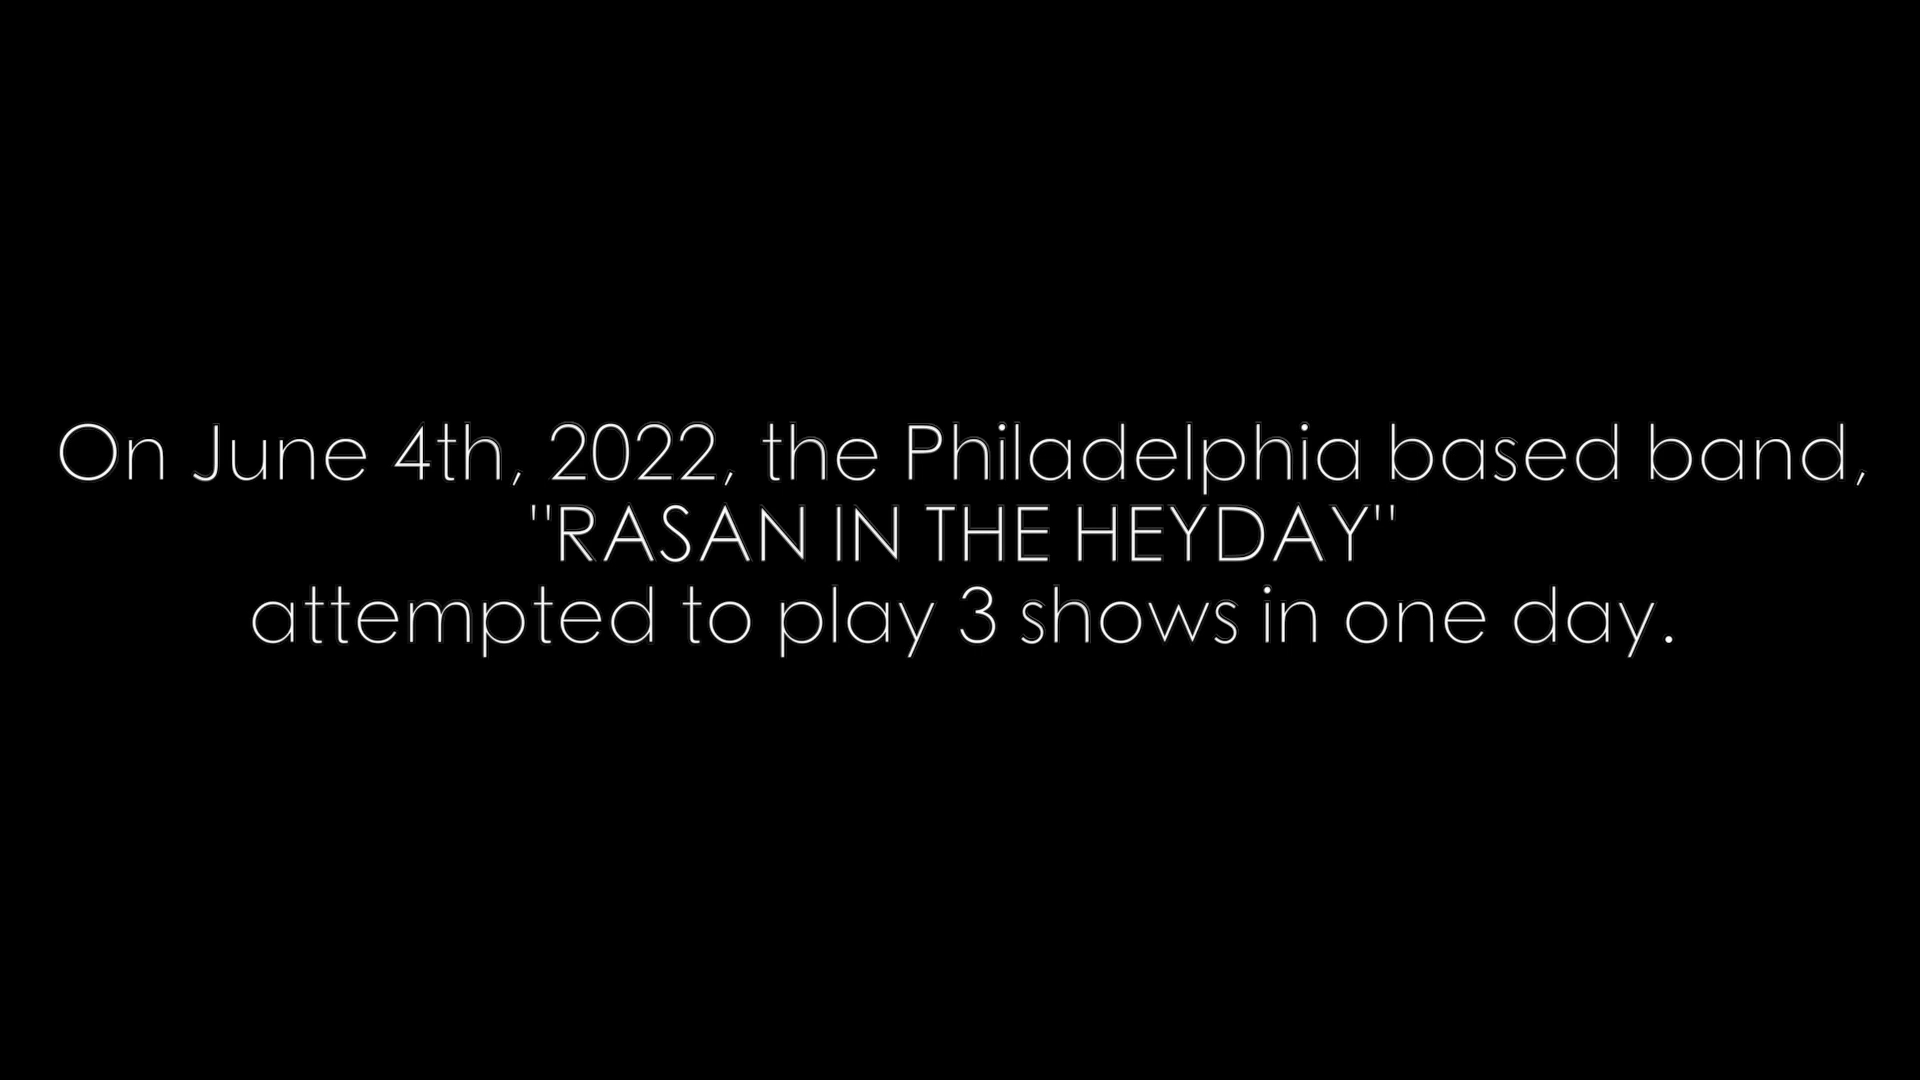 On June 4th, 2022, the Philadelphia based band,
"RASAN IN THE HEYDAY"
attempted to play 3 shows in one day.